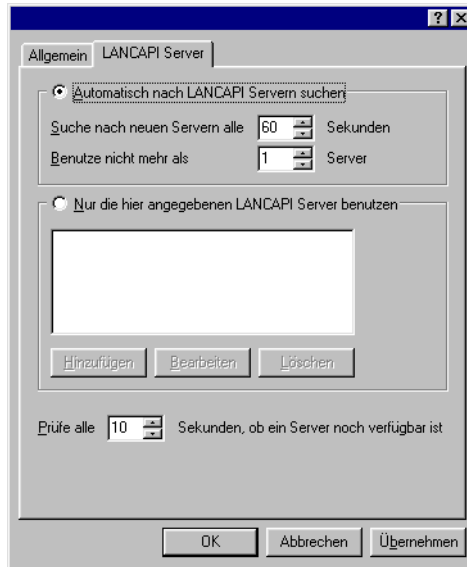 Allgemein LANCAPI Server
Automatisch nach LANCAPI Servern suchen
Suche nach neuen Servern alle 60 Sekunden
Benutze nicht mehr als 1 Server
Nur die hier angegebenen LANCAPI Server benutzen
Hinzufügen Bearbeiten Löschen
Prüfe alle 10 Sekunden, ob ein Server noch verfügbar ist
OK Abbrechen Übernehmen